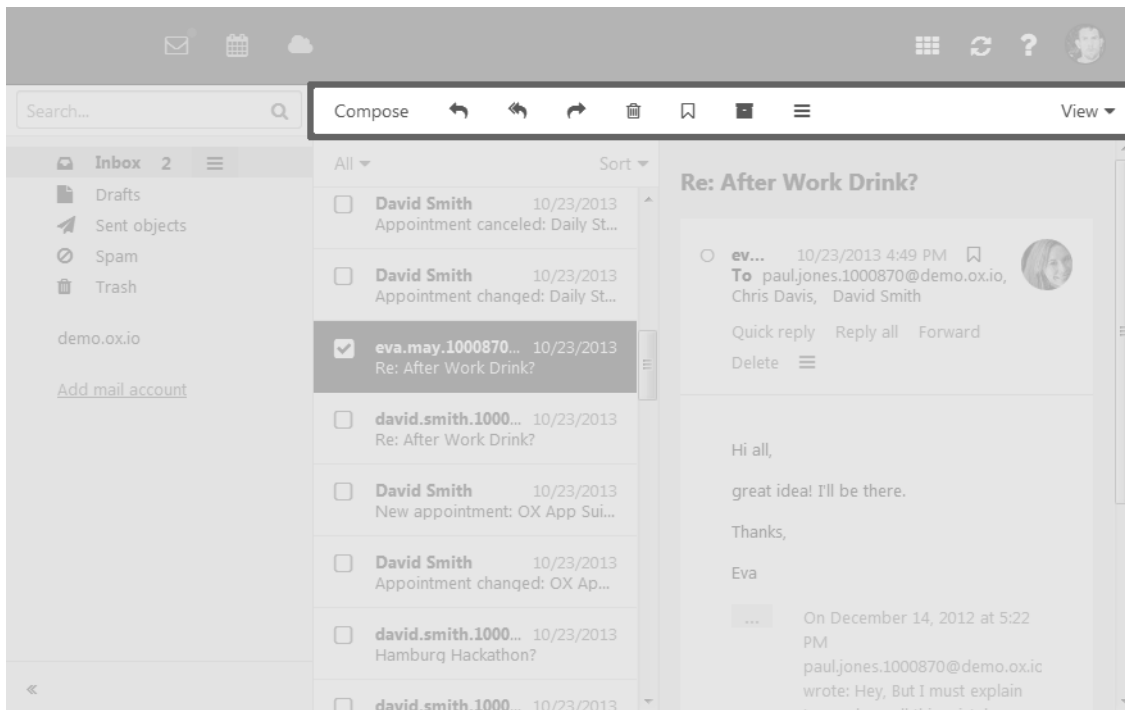 Search...
Compose
View
Inbox 2
Drafts
Sent objects
Spam
Trash
demo.ox.io
Add mail account
All
Sort
David Smith 10/23/2013
Appointment canceled: Daily St...
David Smith 10/23/2013
Appointment changed: Daily St...
eva.may.1000870... 10/23/2013
Re: After Work Drink?
david.smith.1000... 10/23/2013
Re: After Work Drink?
David Smith 10/23/2013
New appointment: OX App Sui...
David Smith 10/23/2013
Appointment changed: OX Ap...
david.smith.1000... 10/23/2013
Hamburg Hackathon?
david.smith.1000... 10/23/2013
Re: After Work Drink?
ev... 10/23/2013 4:49 PM
To paul.jones.1000870@demo.ox.io,
Chris Davis, David Smith
Quick reply Reply all Forward
Delete
Hi all,
great idea! I'll be there.
Thanks,
Eva
...
On December 14, 2012 at 5:22
PM
paul.jones.1000870@demo.ox.ic
wrote: Hey, But I must explain